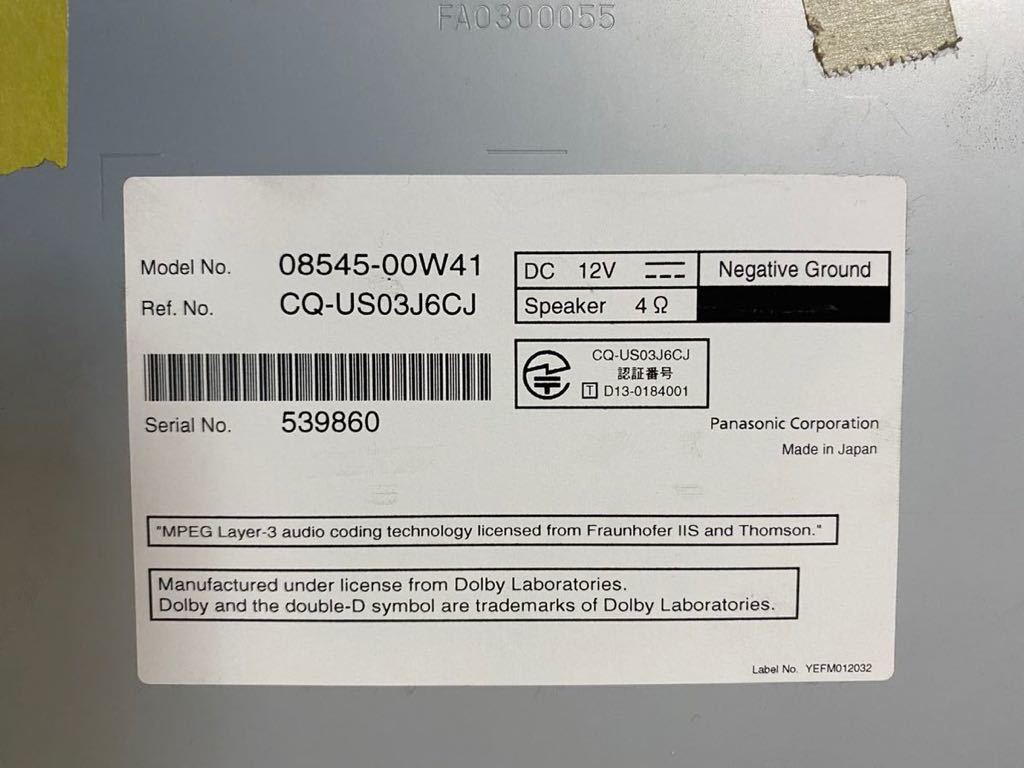 FA0300055
Model No. 08545-00W41
Ref. No. CQ-US03J6CJ
DC 12V
Negative Ground
Speaker 4 Ω
CQ-US03J6CJ
認証番号
T D13-0184001
Serial No. 539860
Panasonic Corporation
Made in Japan
"MPEG Layer-3 audio coding technology licensed from Fraunhofer IIS and Thomson."
Manufactured under license from Dolby Laboratories.
Dolby and the double-D symbol are trademarks of Dolby Laboratories.
Label No. YEFM012032